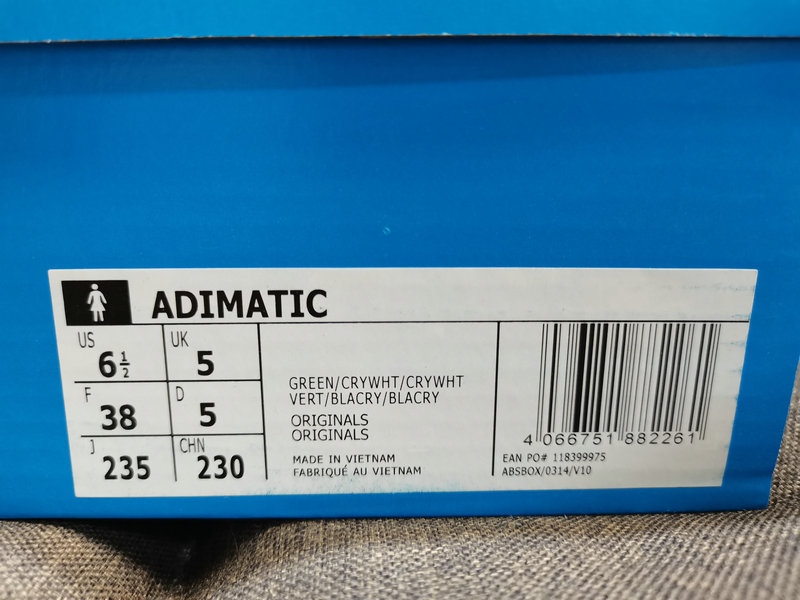 ADIMATIC
US 6½ UK 5
F 38 D 5
J 235 CHN 230
GREEN/CRYWHT/CRYWHT
VERT/BLACRY/BLACRY
ORIGINALS
ORIGINALS
MADE IN VIETNAM
FABRIQUÉ AU VIETNAM
4 066751 882261
EAN PO# 118399975
ABSBOX/0314/V10